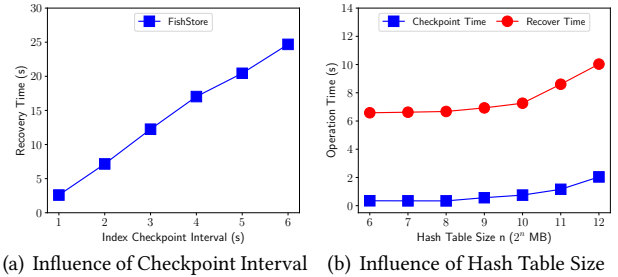 30
25
20
15
10
5
0
Recovery Time (s)
FishStore
1 2 3 4 5 6
Index Checkpoint Interval (s)
(a) Influence of Checkpoint Interval
14
12
10
8
6
4
2
0
Operation Time (s)
Checkpoint Time Recover Time
6 7 8 9 10 11 12
Hash Table Size n (2ⁿ MB)
(b) Influence of Hash Table Size